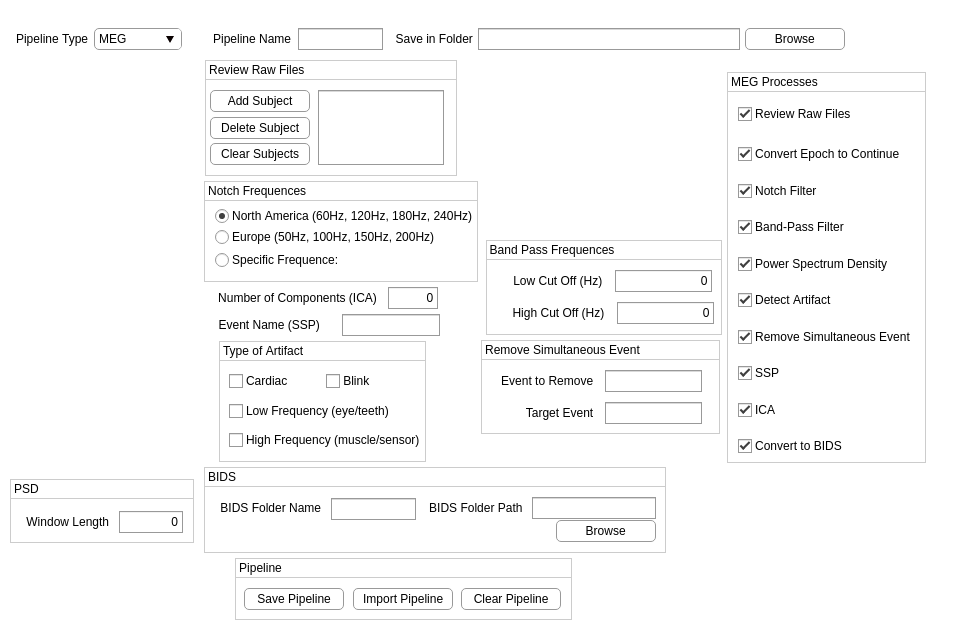 Pipeline Type MEG Pipeline Name Save in Folder Browse
Review Raw Files
Add Subject
Delete Subject
Clear Subjects
Notch Frequences
North America (60Hz, 120Hz, 180Hz, 240Hz)
Europe (50Hz, 100Hz, 150Hz, 200Hz)
Specific Frequence:
Number of Components (ICA) 0
Event Name (SSP)
Type of Artifact
Cardiac Blink
Low Frequency (eye/teeth)
High Frequency (muscle/sensor)
Band Pass Frequences
Low Cut Off (Hz) 0
High Cut Off (Hz) 0
Remove Simultaneous Event
Event to Remove
Target Event
MEG Processes
Review Raw Files
Convert Epoch to Continue
Notch Filter
Band-Pass Filter
Power Spectrum Density
Detect Artifact
Remove Simultaneous Event
SSP
ICA
Convert to BIDS
PSD
Window Length 0
BIDS
BIDS Folder Name BIDS Folder Path
Browse
Pipeline
Save Pipeline Import Pipeline Clear Pipeline